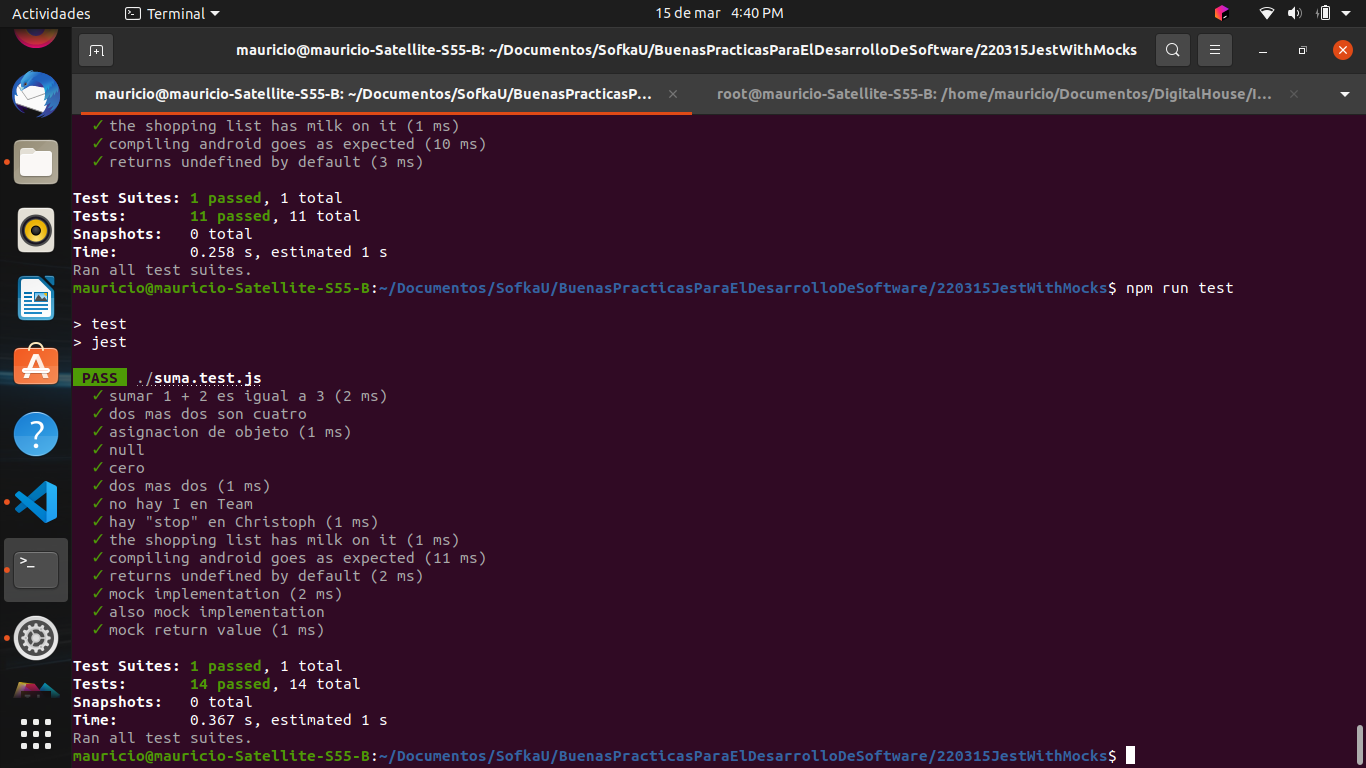 Actividades
Terminal
15 de mar 4:40 PM
mauricio@mauricio-Satellite-S55-B: ~/Documentos/SofkaU/BuenasPracticasParaElDesarrolloDeSoftware/220315JestWithMocks
mauricio@mauricio-Satellite-S55-B: ~/Documentos/SofkaU/BuenasPracticasP...
root@mauricio-Satellite-S55-B: /home/mauricio/Documentos/DigitalHouse/I...
✓ the shopping list has milk on it (1 ms)
✓ compiling android goes as expected (10 ms)
✓ returns undefined by default (3 ms)
Test Suites: 1 passed, 1 total
Tests: 11 passed, 11 total
Snapshots: 0 total
Time: 0.258 s, estimated 1 s
Ran all test suites.
mauricio@mauricio-Satellite-S55-B:~/Documentos/SofkaU/BuenasPracticasParaElDesarrolloDeSoftware/220315JestWithMocks$ npm run test
> test
> jest
PASS ./suma.test.js
✓ sumar 1 + 2 es igual a 3 (2 ms)
✓ dos mas dos son cuatro
✓ asignacion de objeto (1 ms)
✓ null
✓ cero
✓ dos mas dos (1 ms)
✓ no hay I en Team
✓ hay "stop" en Christoph (1 ms)
✓ the shopping list has milk on it (1 ms)
✓ compiling android goes as expected (11 ms)
✓ returns undefined by default (2 ms)
✓ mock implementation (2 ms)
✓ also mock implementation
✓ mock return value (1 ms)
Test Suites: 1 passed, 1 total
Tests: 14 passed, 14 total
Snapshots: 0 total
Time: 0.367 s, estimated 1 s
Ran all test suites.
mauricio@mauricio-Satellite-S55-B:~/Documentos/SofkaU/BuenasPracticasParaElDesarrolloDeSoftware/220315JestWithMocks$